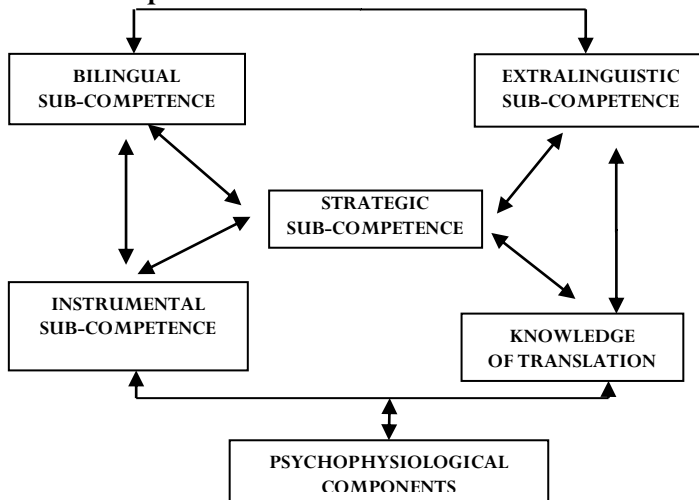 BILINGUAL
SUB-COMPETENCE
EXTRALINGUISTIC
SUB-COMPETENCE
STRATEGIC
SUB-COMPETENCE
INSTRUMENTAL
SUB-COMPETENCE
KNOWLEDGE
OF TRANSLATION
PSYCHOPHYSIOLOGICAL
COMPONENTS